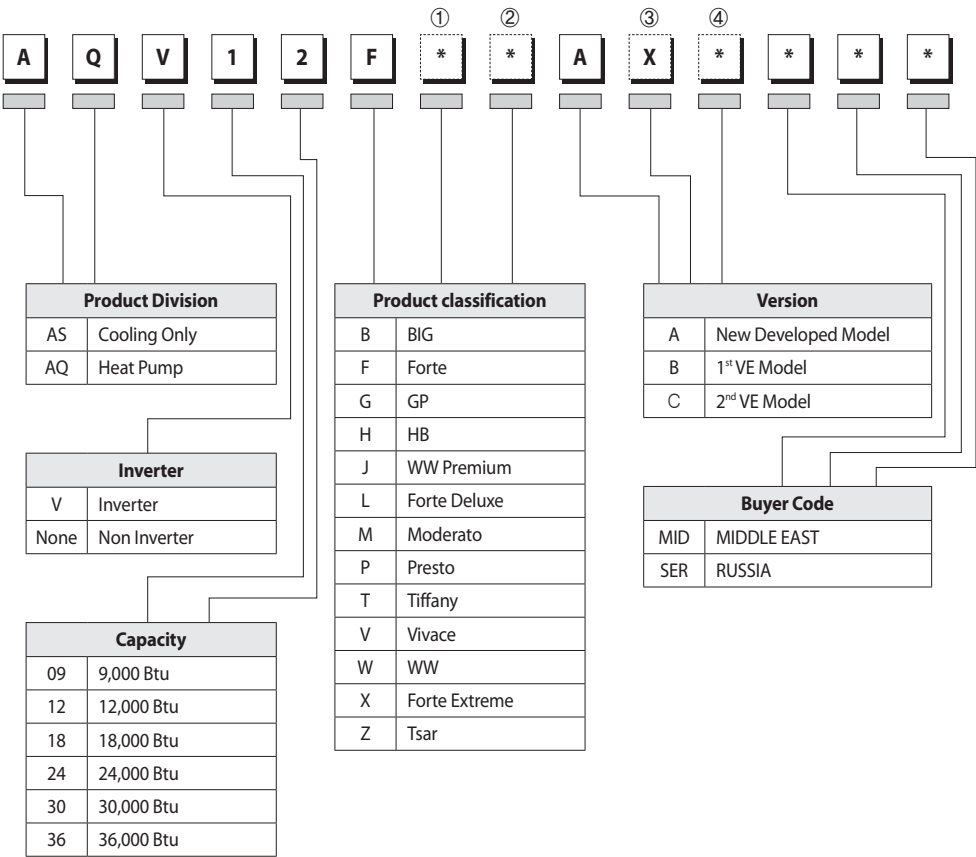 ① ② ③ ④
A Q V 1 2 F * * A X * * * *
Product Division
AS Cooling Only
AQ Heat Pump
Inverter
V Inverter
None Non Inverter
Capacity
09 9,000 Btu
12 12,000 Btu
18 18,000 Btu
24 24,000 Btu
30 30,000 Btu
36 36,000 Btu
Product classification
B BIG
F Forte
G GP
H HB
J WW Premium
L Forte Deluxe
M Moderato
P Presto
T Tiffany
V Vivace
W WW
X Forte Extreme
Z Tsar
Version
A New Developed Model
B 1st VE Model
C 2nd VE Model
Buyer Code
MID MIDDLE EAST
SER RUSSIA